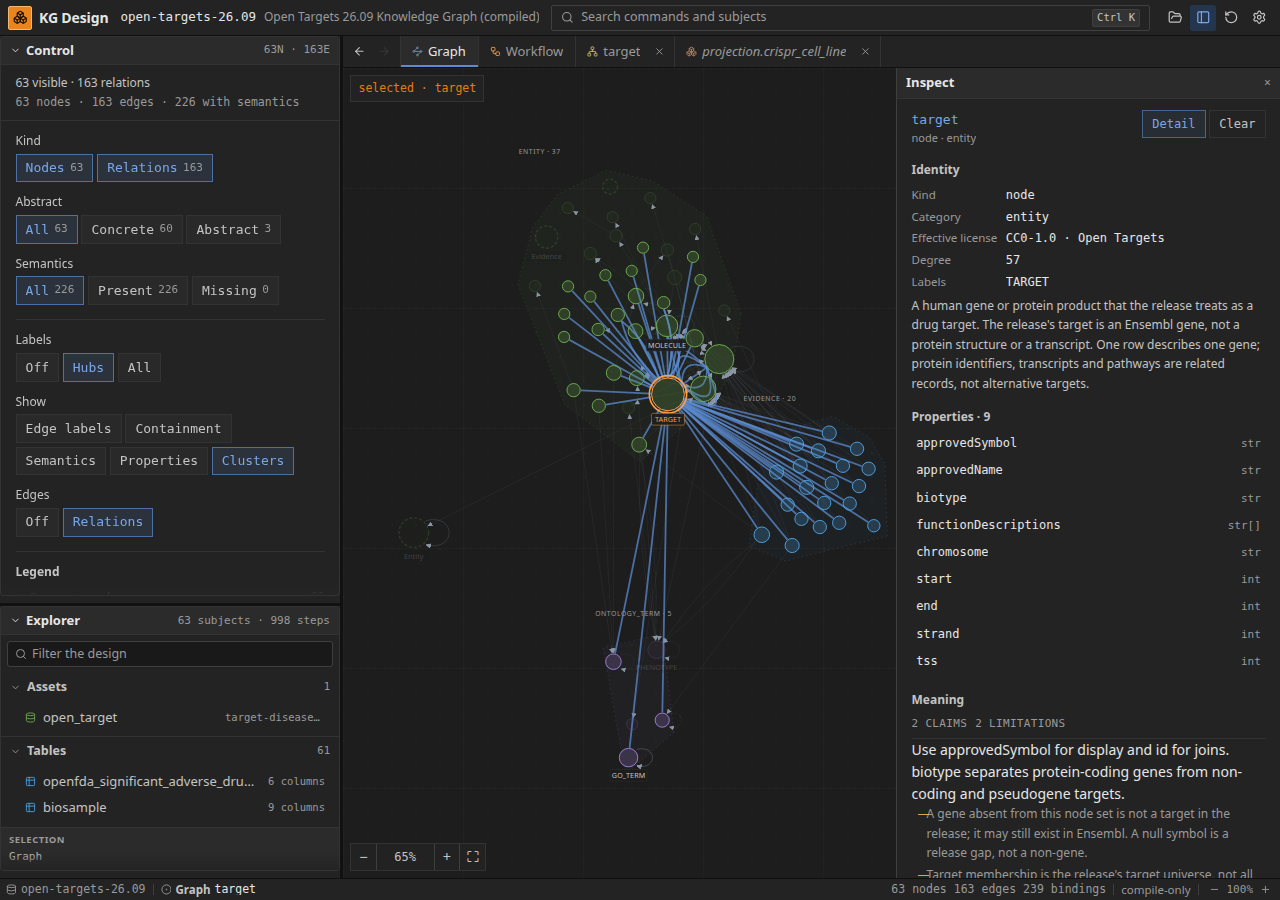 KG Design open-targets-26.09 Open Targets 26.09 Knowledge Graph (compiled) Search commands and subjects Ctrl K
Control 63N · 163E
63 visible · 163 relations
63 nodes · 163 edges · 226 with semantics
Kind
Nodes 63 Relations 163
Abstract
All 63 Concrete 60 Abstract 3
Semantics
All 226 Present 226 Missing 0
Labels
Off Hubs All
Show
Edge labels Containment
Semantics Properties Clusters
Edges
Off Relations
Legend
Explorer 63 subjects · 998 steps
Filter the design
Assets 1
open_target target-disease…
Tables 61
openfda_significant_adverse_dru... 6 columns
biosample 9 columns
SELECTION
Graph
Graph Workflow target × projection.crispr_cell_line ×
selected · target
ENTITY · 37
Evidence
MOLECULE
TARGET
EVIDENCE · 20
Entity
ONTOLOGY_TERM · 5
PHENOTYPE
GO_TERM
− 65% +
Inspect ×
target Detail Clear
node · entity
Identity
Kind node
Category entity
Effective license CC0-1.0 · Open Targets
Degree 57
Labels TARGET
A human gene or protein product that the release treats as a
drug target. The release's target is an Ensembl gene, not a
protein structure or a transcript. One row describes one gene;
protein identifiers, transcripts and pathways are related
records, not alternative targets.
Properties · 9
approvedSymbol str
approvedName str
biotype str
functionDescriptions str[]
chromosome str
start int
end int
strand int
tss int
Meaning
2 CLAIMS 2 LIMITATIONS
Use approvedSymbol for display and id for joins.
biotype separates protein-coding genes from non-
coding and pseudogene targets.
—A gene absent from this node set is not a target in the
release; it may still exist in Ensembl. A null symbol is a
release gap, not a non-gene.
—Target membership is the release's target universe, not all
open-targets-26.09 Graph target 63 nodes 163 edges 239 bindings compile-only − 100% +